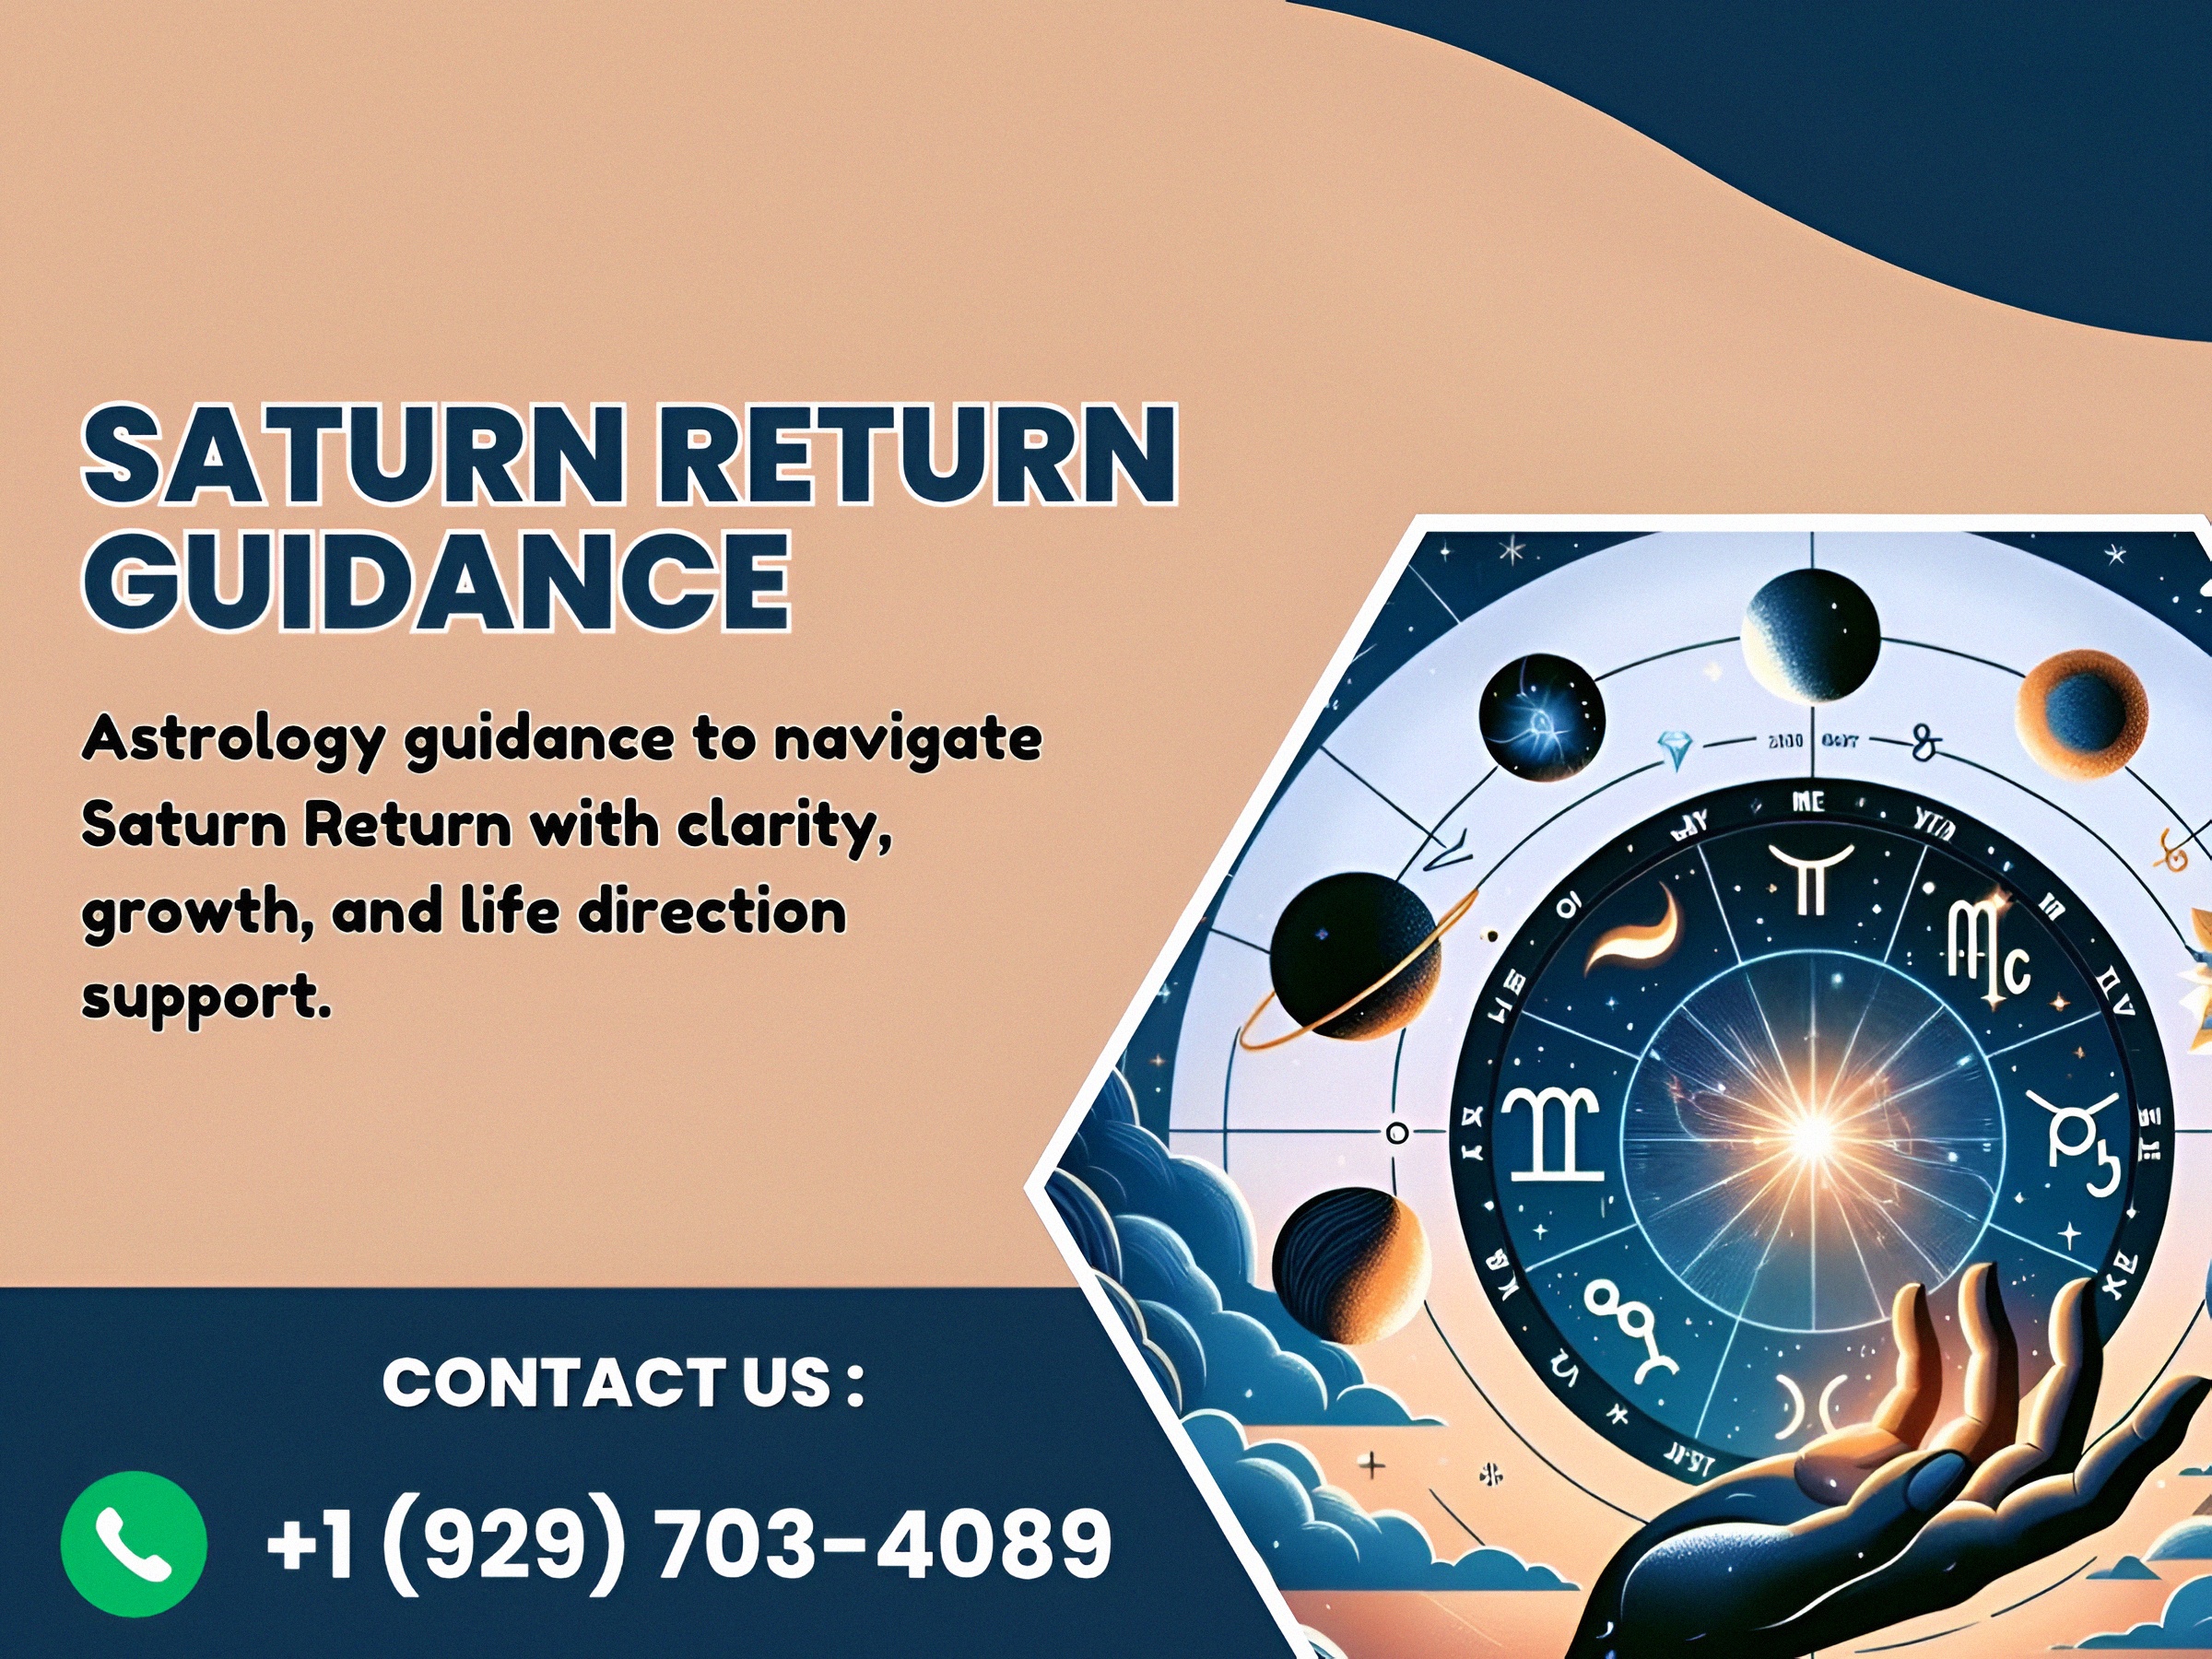 SATURN RETURN
GUIDANCE
Astrology guidance to navigate
Saturn Return with clarity,
growth, and life direction
support.
CONTACT US :
+1 (929) 703-4089